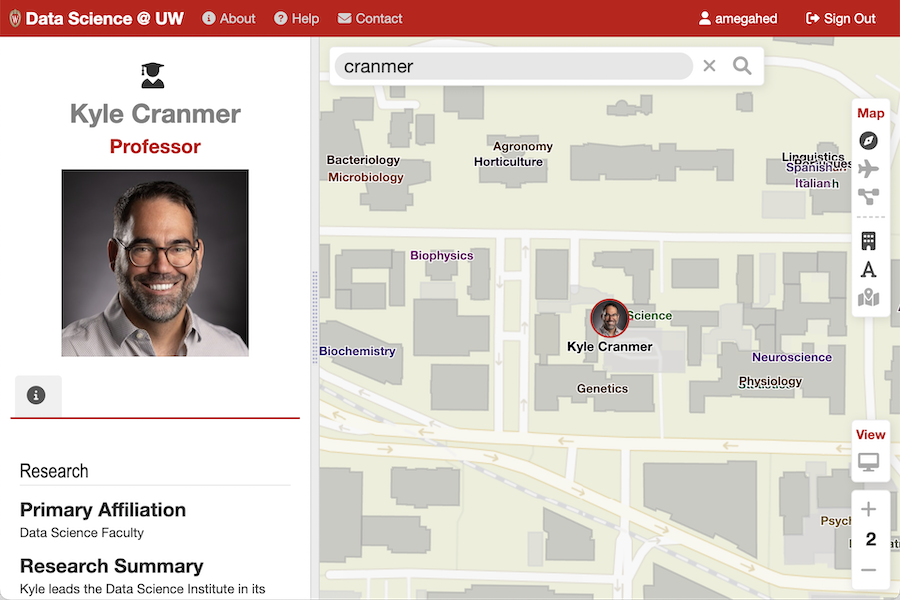 Data Science @ UW About Help Contact amegahed Sign Out
cranmer
Kyle Cranmer
Professor
Research
Primary Affiliation
Data Science Faculty
Research Summary
Kyle leads the Data Science Institute in its
Map
Agronomy
Bacteriology Horticulture
Microbiology
Linguistics
Spanish
Italian
Biophysics
Science
Kyle Cranmer
Biochemistry
Neuroscience
Genetics
Physiology
View
Psych
2